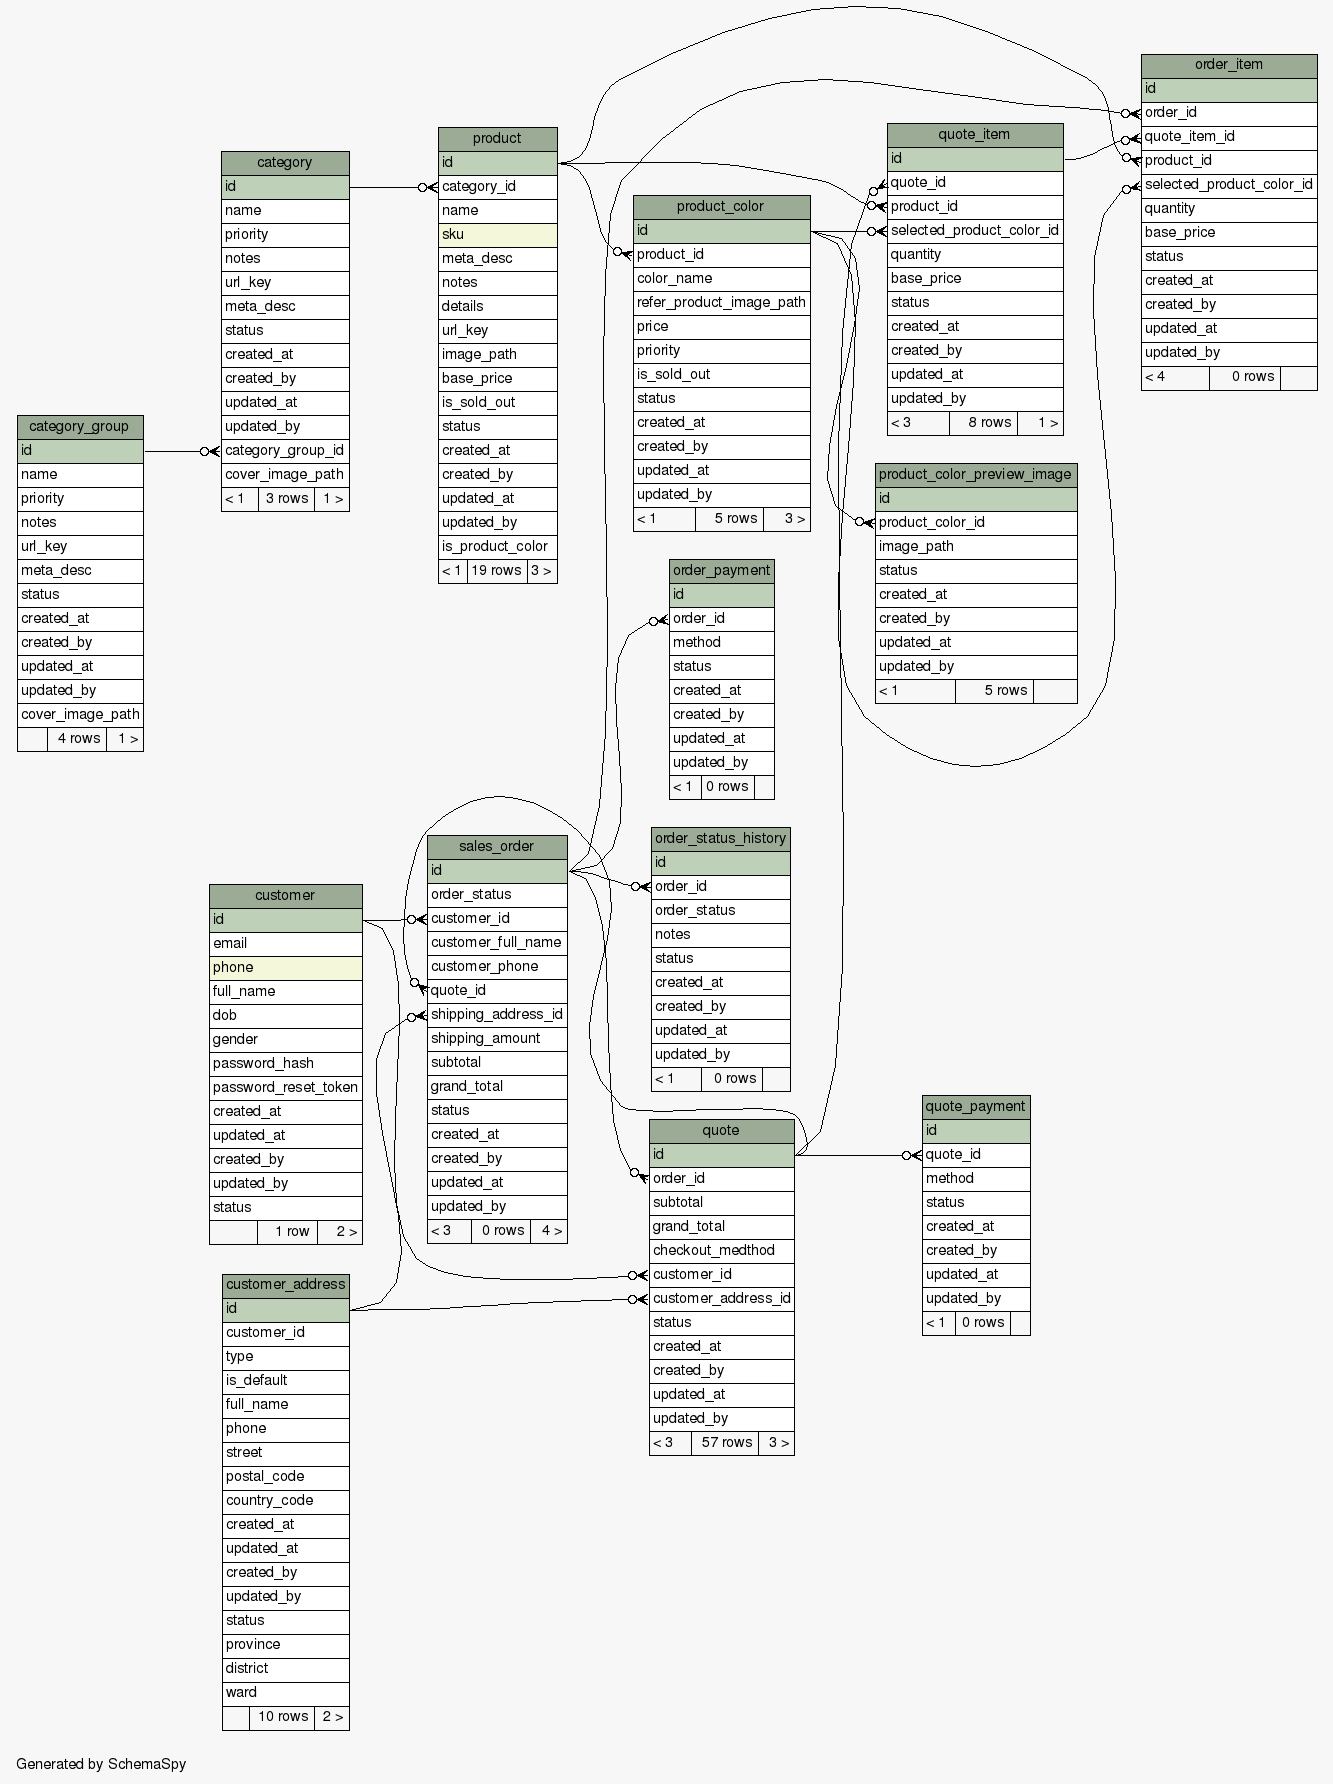 category_group
id
name
priority
notes
url_key
meta_desc
status
created_at
created_by
updated_at
updated_by
cover_image_path
4 rows 1 >
category
id
name
priority
notes
url_key
meta_desc
status
created_at
created_by
updated_at
updated_by
category_group_id
cover_image_path
< 1 3 rows 1 >
product
id
category_id
name
sku
meta_desc
notes
details
url_key
image_path
base_price
is_sold_out
status
created_at
created_by
updated_at
updated_by
is_product_color
< 1 19 rows 3 >
product_color
id
product_id
color_name
refer_product_image_path
price
priority
is_sold_out
status
created_at
created_by
updated_at
updated_by
< 1 5 rows 3 >
quote_item
id
quote_id
product_id
selected_product_color_id
quantity
base_price
status
created_at
created_by
updated_at
updated_by
< 3 8 rows 1 >
order_item
id
order_id
quote_item_id
product_id
selected_product_color_id
quantity
base_price
status
created_at
created_by
updated_at
updated_by
< 4 0 rows
product_color_preview_image
id
product_color_id
image_path
status
created_at
created_by
updated_at
updated_by
< 1 5 rows
order_payment
id
order_id
method
status
created_at
created_by
updated_at
updated_by
< 1 0 rows
customer
id
email
phone
full_name
dob
gender
password_hash
password_reset_token
created_at
updated_at
created_by
updated_by
status
1 row 2 >
sales_order
id
order_status
customer_id
customer_full_name
customer_phone
quote_id
shipping_address_id
shipping_amount
subtotal
grand_total
status
created_at
created_by
updated_at
updated_by
< 3 0 rows 4 >
order_status_history
id
order_id
order_status
notes
status
created_at
created_by
updated_at
updated_by
< 1 0 rows
quote
id
order_id
subtotal
grand_total
checkout_medthod
customer_id
customer_address_id
status
created_at
created_by
updated_at
updated_by
< 3 57 rows 3 >
quote_payment
id
quote_id
method
status
created_at
created_by
updated_at
updated_by
< 1 0 rows
customer_address
id
customer_id
type
is_default
full_name
phone
street
postal_code
country_code
created_at
updated_at
created_by
updated_by
status
province
district
ward
10 rows 2 >
Generated by SchemaSpy